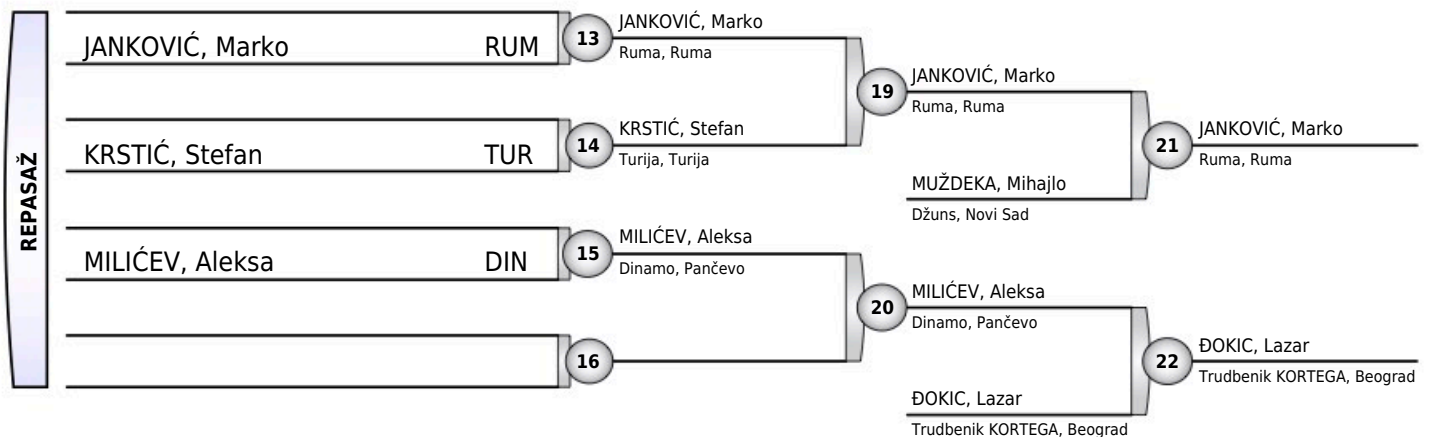 REPASAŽ
JANKOVIĆ, Marko RUM
13
JANKOVIĆ, Marko
Ruma, Ruma
KRSTIĆ, Stefan TUR
14
KRSTIĆ, Stefan
Turija, Turija
19
JANKOVIĆ, Marko
Ruma, Ruma
MUŽDEKA, Mihajlo
Džuns, Novi Sad
21
JANKOVIĆ, Marko
Ruma, Ruma
MILIĆEV, Aleksa DIN
15
MILIĆEV, Aleksa
Dinamo, Pančevo
16
20
MILIĆEV, Aleksa
Dinamo, Pančevo
ĐOKIC, Lazar
Trudbenik KORTEGA, Beograd
22
ĐOKIC, Lazar
Trudbenik KORTEGA, Beograd